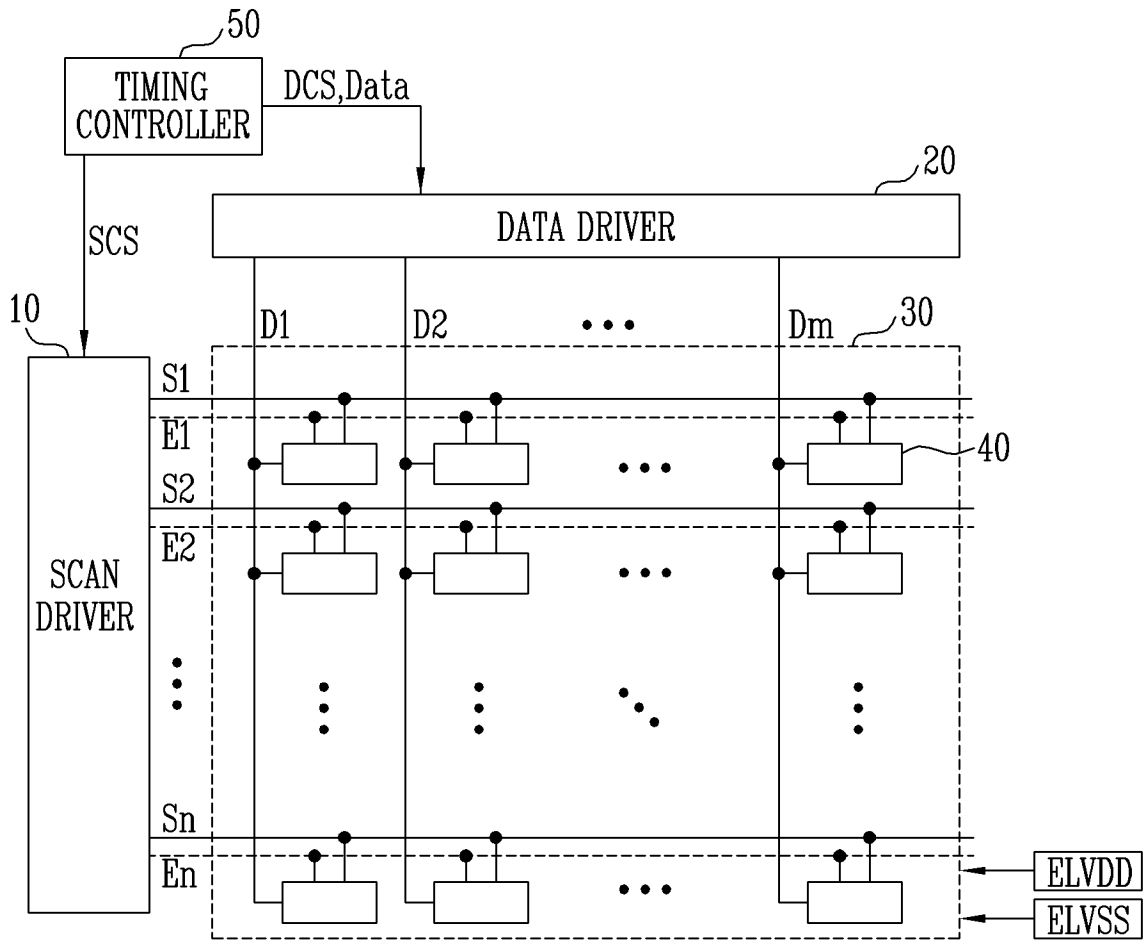 50
TIMING
CONTROLLER
DCS,Data
20
DATA DRIVER
SCS
10
D1
D2
Dm
30
S1
E1
40
S2
E2
SCAN
DRIVER
Sn
En
ELVDD
ELVSS